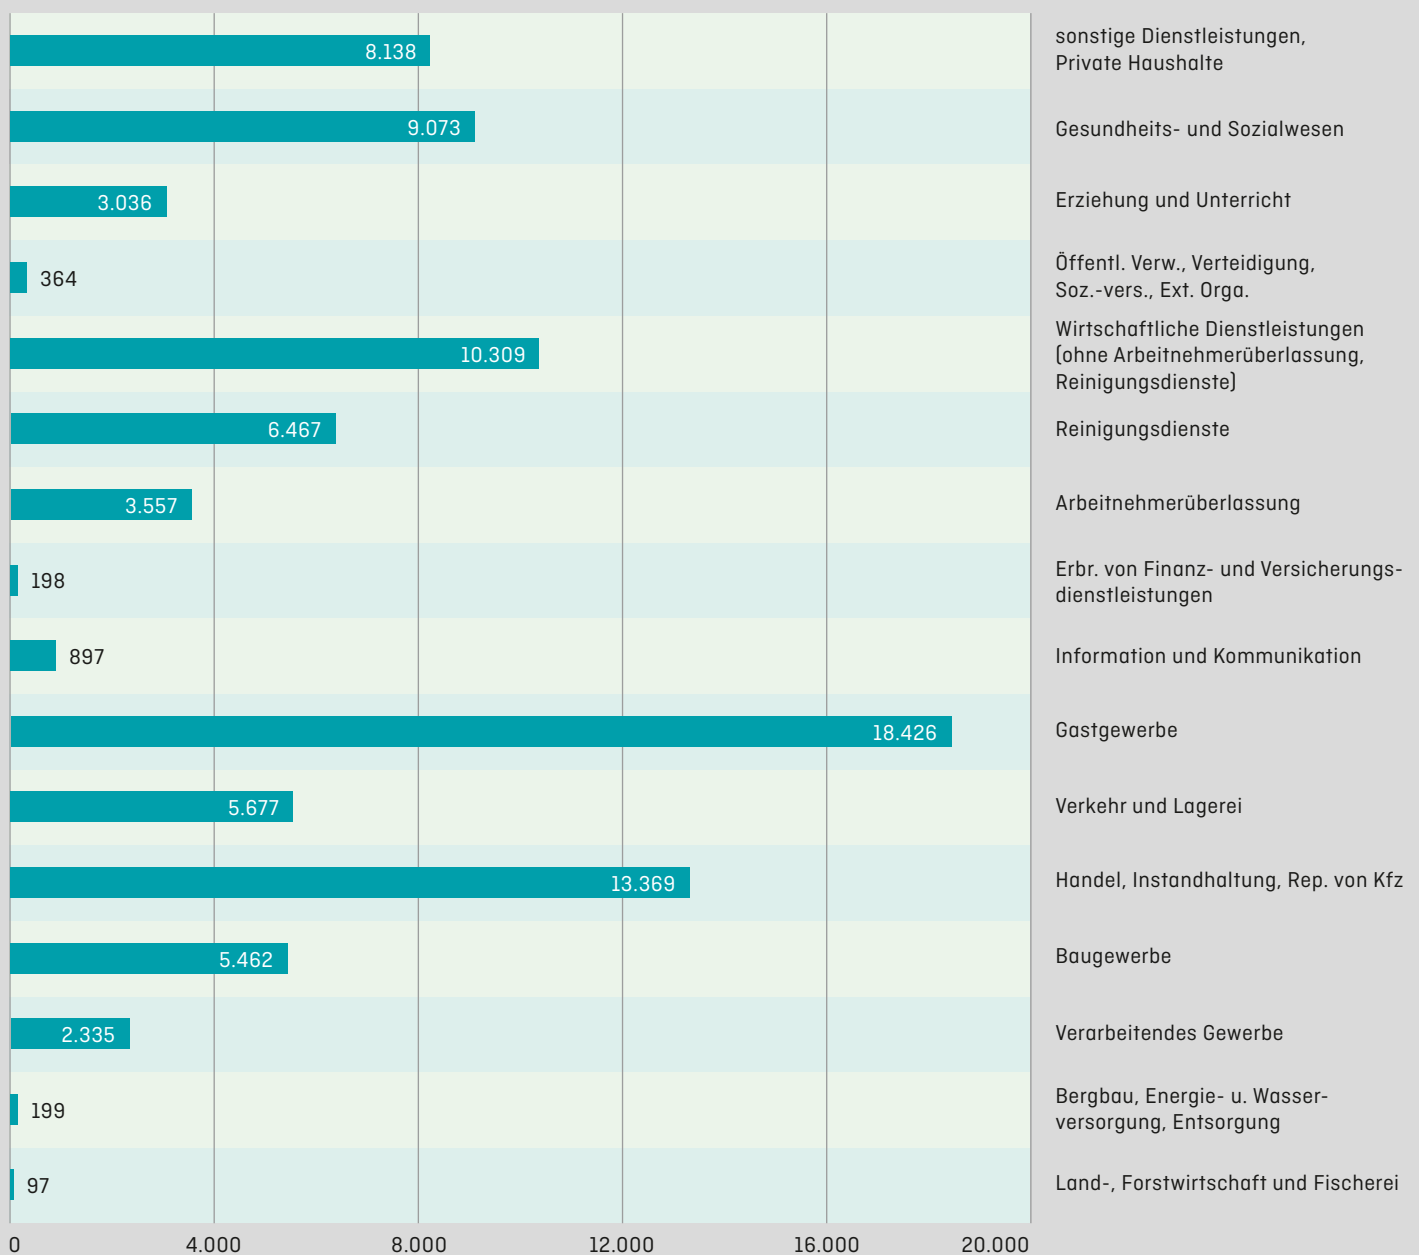 8.138
sonstige Dienstleistungen,
Private Haushalte
9.073
Gesundheits- und Sozialwesen
3.036
Erziehung und Unterricht
364
Öffentl. Verw., Verteidigung,
Soz.-vers., Ext. Orga.
10.309
Wirtschaftliche Dienstleistungen
(ohne Arbeitnehmerüberlassung,
Reinigungsdienste)
6.467
Reinigungsdienste
3.557
Arbeitnehmerüberlassung
198
Erbr. von Finanz- und Versicherungs-
dienstleistungen
897
Information und Kommunikation
18.426
Gastgewerbe
5.677
Verkehr und Lagerei
13.369
Handel, Instandhaltung, Rep. von Kfz
5.462
Baugewerbe
2.335
Verarbeitendes Gewerbe
199
Bergbau, Energie- u. Wasser-
versorgung, Entsorgung
97
Land-, Forstwirtschaft und Fischerei
0 4.000 8.000 12.000 16.000 20.000